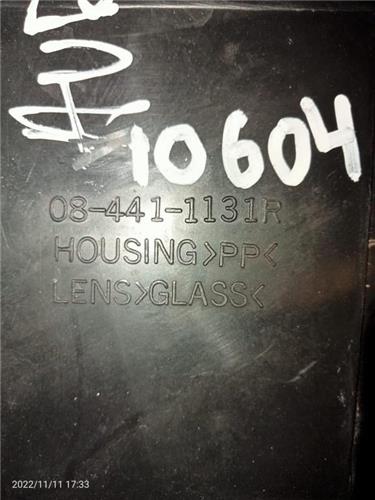 10604
08-441-1131R
HOUSING>PP<
LENS>GLASS<
2022/11/11 17:33